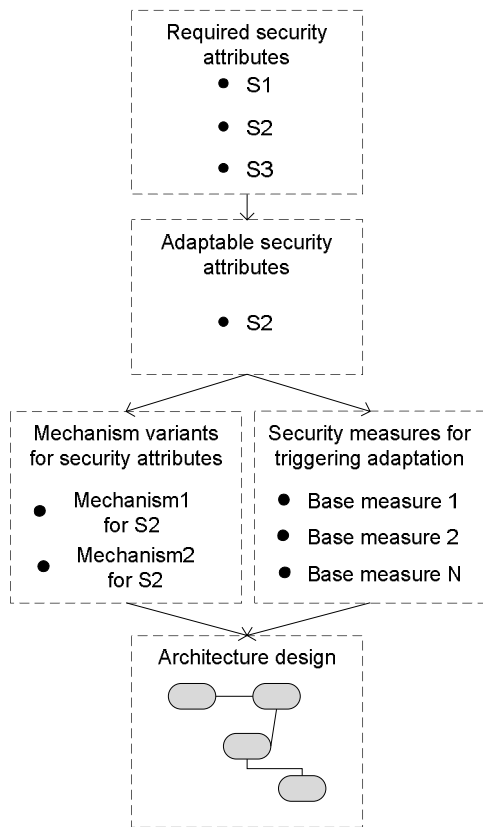 Required security
attributes
● S1
● S2
● S3
Adaptable security
attributes
● S2
Mechanism variants
for security attributes
● Mechanism1
for S2
● Mechanism2
for S2
Security measures for
triggering adaptation
● Base measure 1
● Base measure 2
● Base measure N
Architecture design